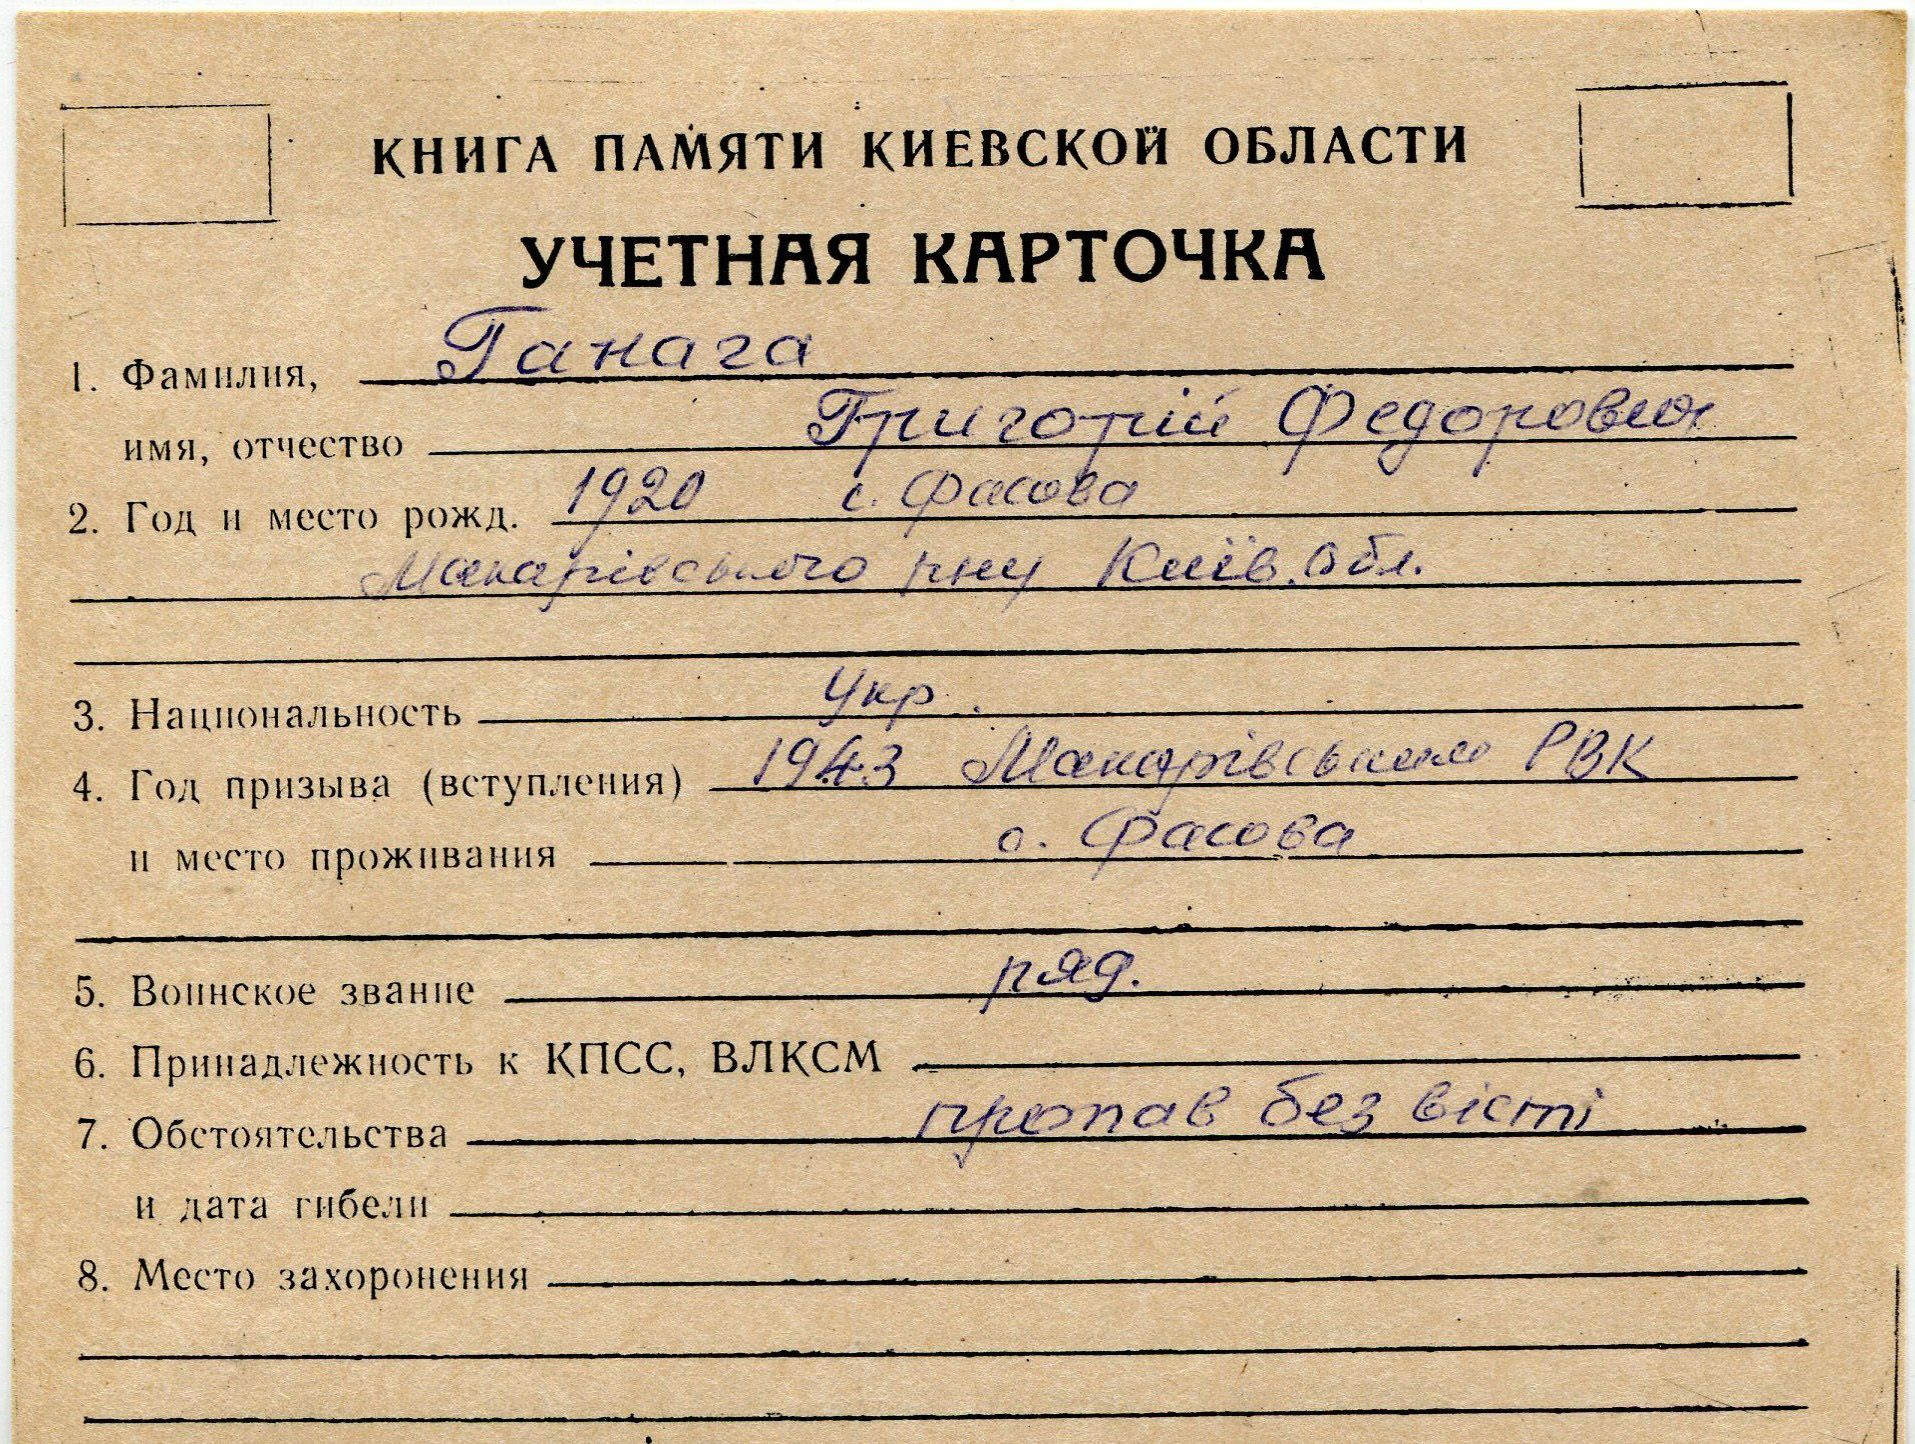 КНИГА ПАМЯТИ КИЕВСКОЙ ОБЛАСТИ
УЧЕТНАЯ КАРТОЧКА
1. Фамилия, Ганага
имя, отчество Григорій Федорович
2. Год и место рожд. 1920 с. Фасова
Макарівського р-ну Київ. Обл.
3. Национальность Укр.
4. Год призыва (вступления) 1943 Макарівським РВК
и место проживания с. Фасова
5. Воинское звание ряд.
6. Принадлежность к КПСС, ВЛКСМ
7. Обстоятельства пропав без вісті
и дата гибели
8. Место захоронения